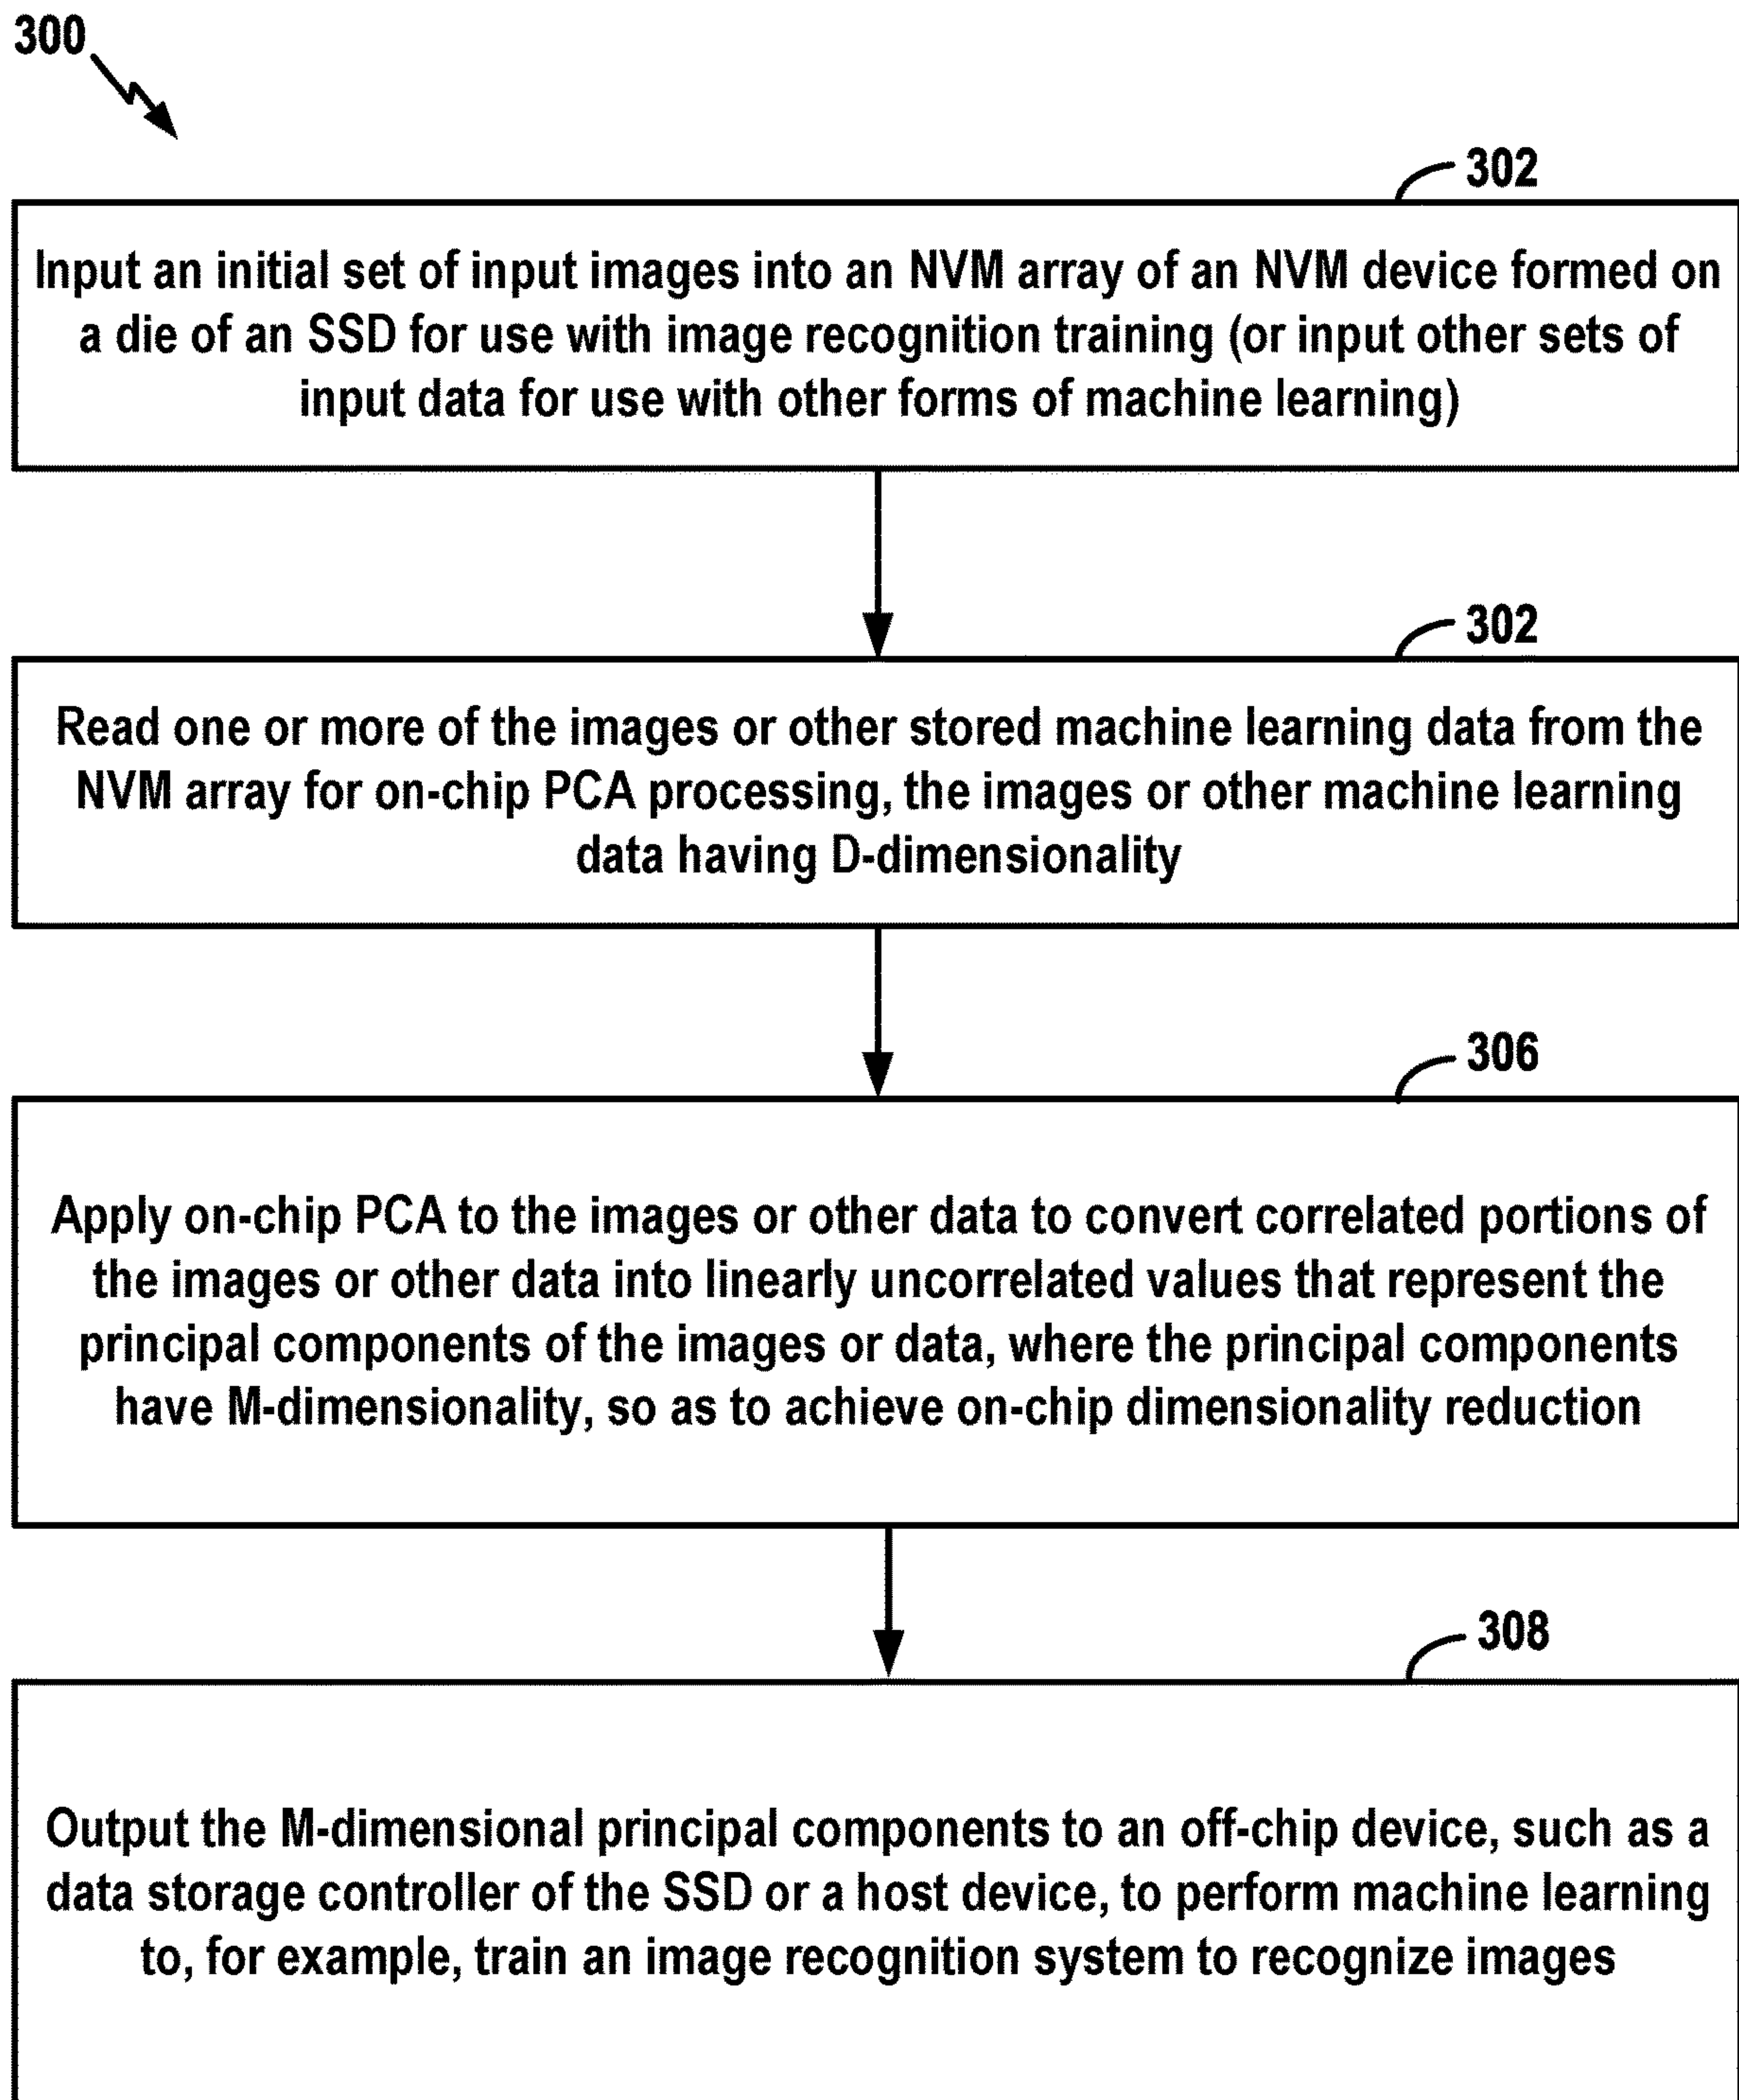 300
302
Input an initial set of input images into an NVM array of an NVM device formed on
a die of an SSD for use with image recognition training (or input other sets of
input data for use with other forms of machine learning)
302
Read one or more of the images or other stored machine learning data from the
NVM array for on-chip PCA processing, the images or other machine learning
data having D-dimensionality
306
Apply on-chip PCA to the images or other data to convert correlated portions of
the images or other data into linearly uncorrelated values that represent the
principal components of the images or data, where the principal components
have M-dimensionality, so as to achieve on-chip dimensionality reduction
308
Output the M-dimensional principal components to an off-chip device, such as a
data storage controller of the SSD or a host device, to perform machine learning
to, for example, train an image recognition system to recognize images